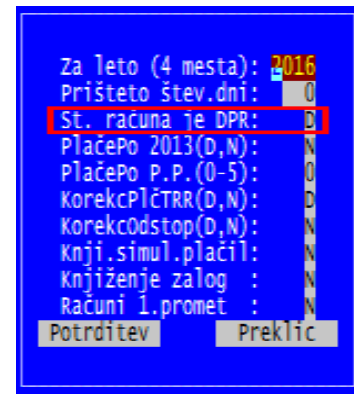 Za leto (4 mesta): 2016
Prišteto štev.dni: 0
St. računa je DPR: D
PlačePo 2013(D,N): N
PlačePo P.P.(0-5): 0
KorekcPlčTRR(D,N): D
KorekcOdstop(D,N): N
Knji.simul.plačil: N
Knjiženje zalog : N
Računi 1.promet : N
Potrditev Preklic